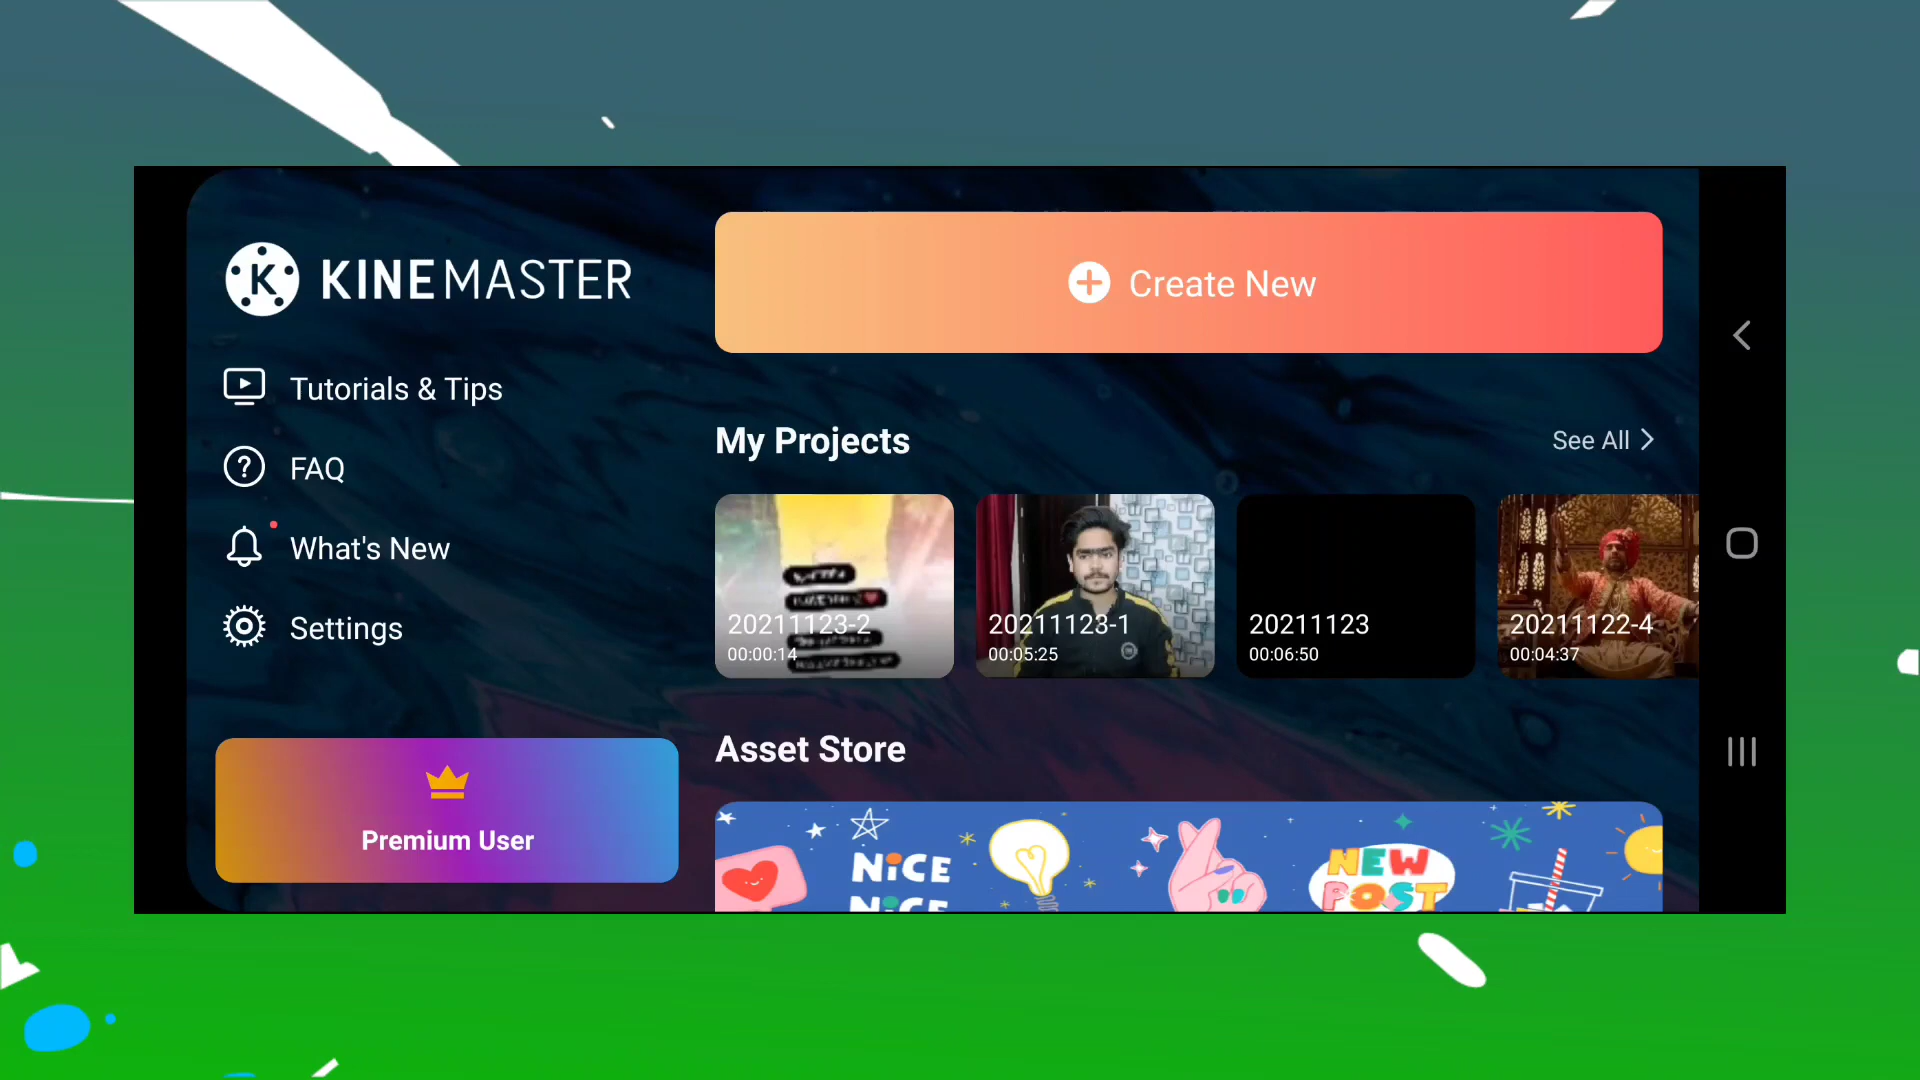 K KINEMASTER
Tutorials & Tips
FAQ
What's New
Settings
Premium User
Create New
My Projects
See All
20211123-2
00:00:14
20211123-1
00:05:25
20211123
00:06:50
20211122-4
00:04:37
Asset Store
NiCE
NiCE
NEW
POST